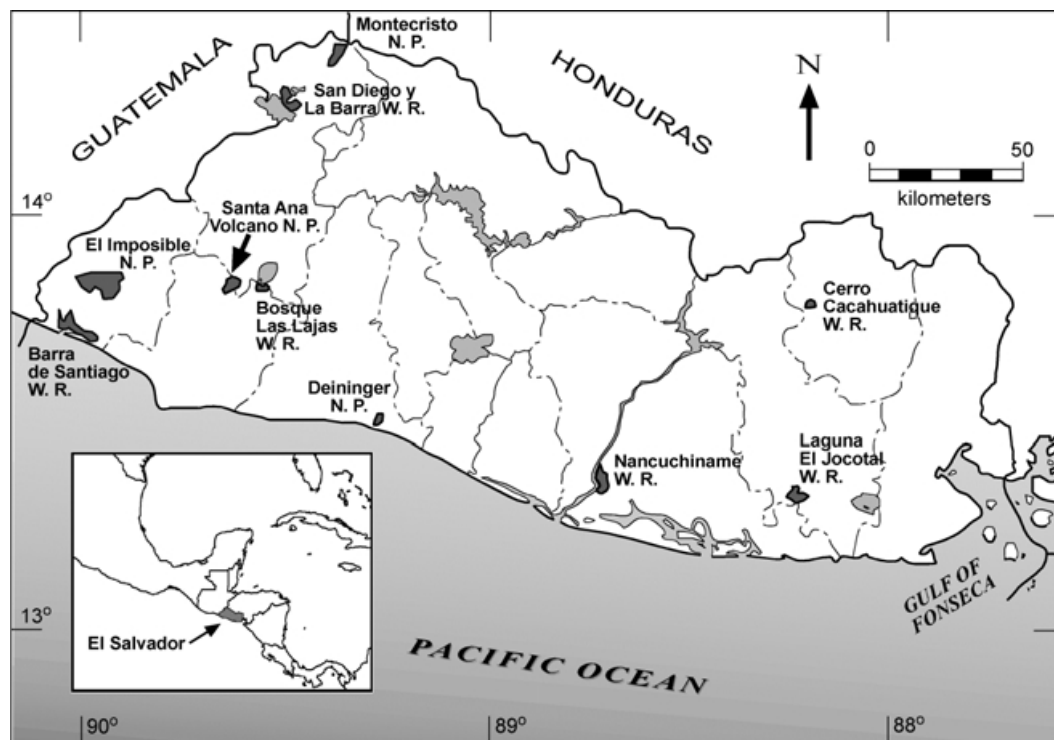 Montecristo
N. P.
GUATEMALA
HONDURAS
San Diego y
La Barra W. R.
N
0
50
kilometers
14°
Santa Ana
Volcano N. P.
El Imposible
N. P.
Cerro
Cacahuatique
W. R.
Bosque
Las Lajas
W. R.
Barra
de Santiago
W. R.
Deininger
N. P.
Nancuchiname
W. R.
Laguna
El Jocotal
W. R.
GULF OF
FONSECA
13°
El Salvador
PACIFIC OCEAN
90°
89°
88°